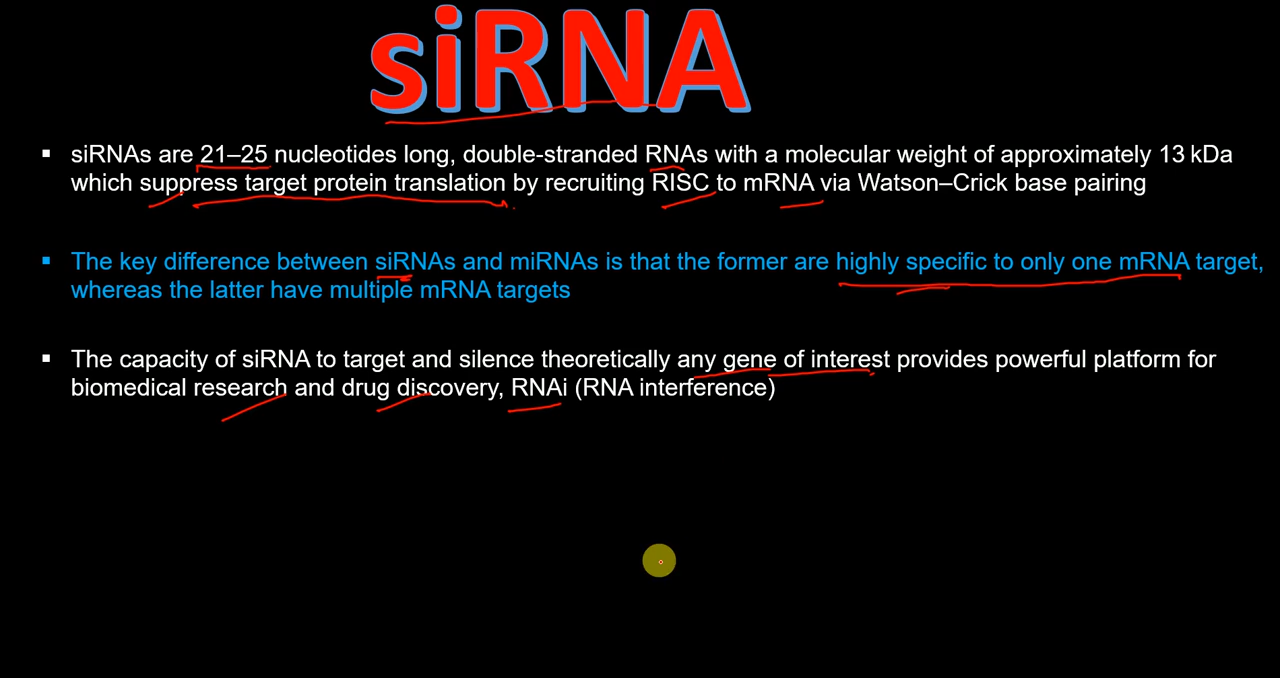 siRNA
▪ siRNAs are 21–25 nucleotides long, double-stranded RNAs with a molecular weight of approximately 13 kDa
which suppress target protein translation by recruiting RISC to mRNA via Watson–Crick base pairing
▪ The key difference between siRNAs and miRNAs is that the former are highly specific to only one mRNA target,
whereas the latter have multiple mRNA targets
▪ The capacity of siRNA to target and silence theoretically any gene of interest provides powerful platform for
biomedical research and drug discovery, RNAi (RNA interference)